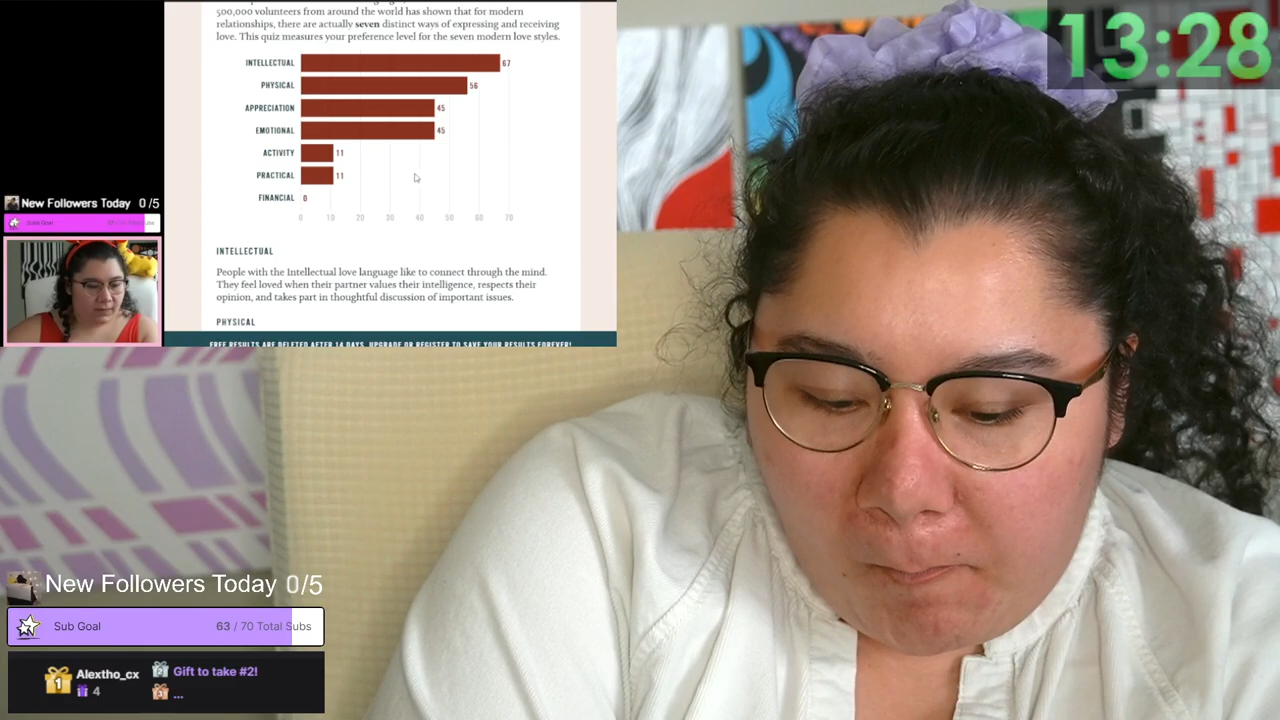 500,000 volunteers from around the world has shown that for modern
relationships, there are actually seven distinct ways of expressing and receiving
love. This quiz measures your preference level for the seven modern love styles.
INTELLECTUAL 67
PHYSICAL 56
APPRECIATION 45
EMOTIONAL 45
ACTIVITY 11
PRACTICAL 11
FINANCIAL 0
0 10 20 30 40 50 60 70
INTELLECTUAL
People with the Intellectual love language like to connect through the mind.
They feel loved when their partner values their intelligence, respects their
opinion, and takes part in thoughtful discussion of important issues.
PHYSICAL
FREE RESULTS ARE DELETED AFTER 14 DAYS. UPGRADE OR REGISTER TO SAVE YOUR RESULTS FOREVER!
New Followers Today 0/5
Sub Goal
13:28
New Followers Today 0/5
Sub Goal 63 / 70 Total Subs
1 Alextho_cx
4
2 Gift to take #2!
3 ...